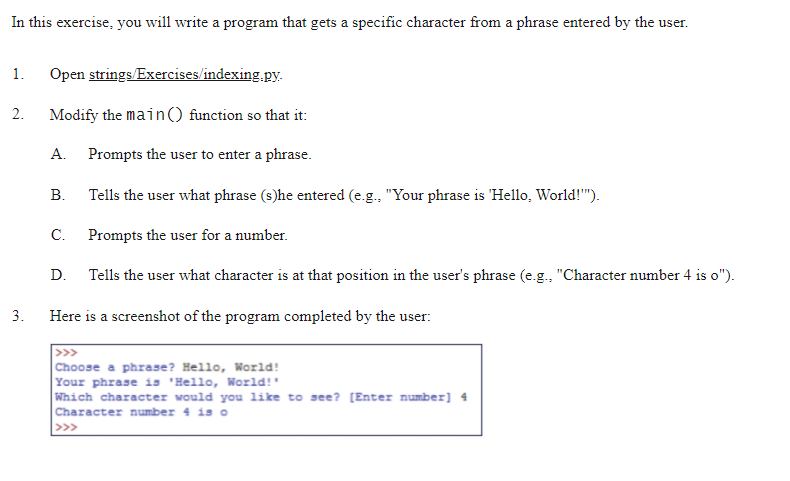 In this exercise, you will write a program that gets a specific character from a phrase entered by the user.
1. Open strings/Exercises/indexing.py.
2. Modify the main() function so that it:
A. Prompts the user to enter a phrase.
B. Tells the user what phrase (s)he entered (e.g., "Your phrase is 'Hello, World!'").
C. Prompts the user for a number.
D. Tells the user what character is at that position in the user's phrase (e.g., "Character number 4 is o").
3. Here is a screenshot of the program completed by the user:
>>>
Choose a phrase? Hello, World!
Your phrase is 'Hello, World!'
Which character would you like to see? [Enter number] 4
Character number 4 is o
>>>